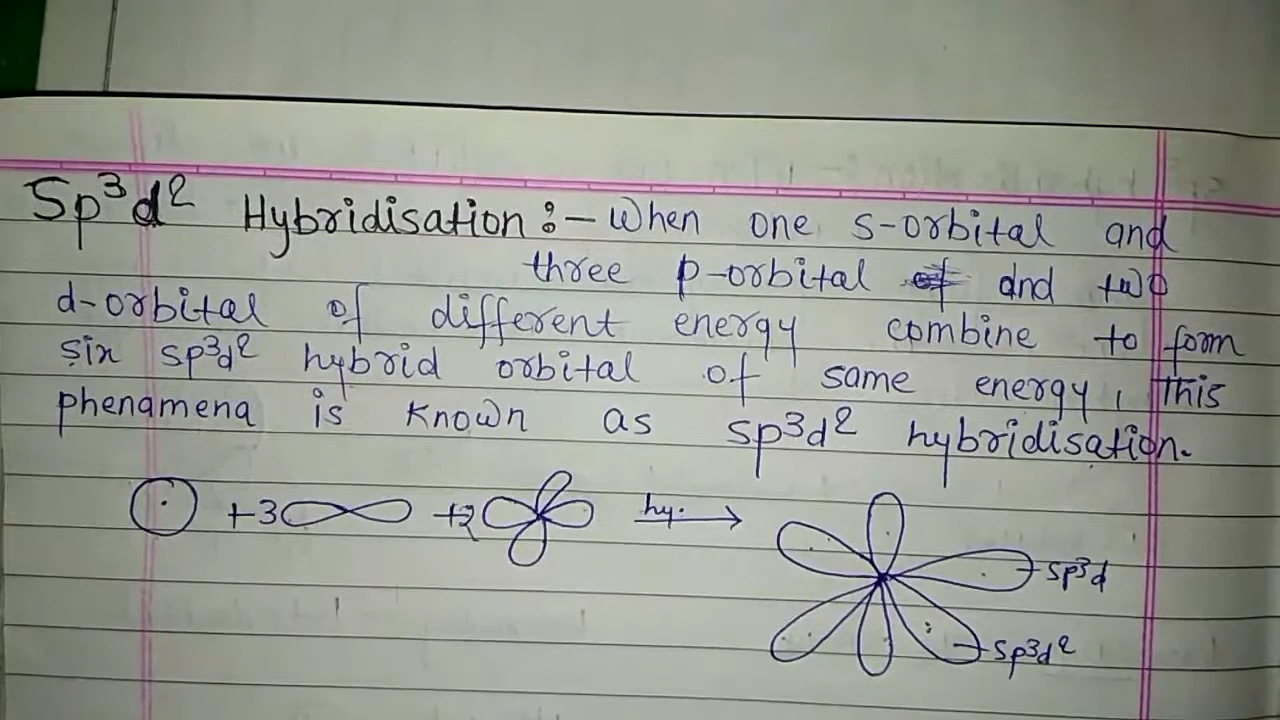 Sp³d² Hybridisation :- When one s-orbital and
three p-orbital and two
d-orbital of different energy combine to form
six sp³d² hybrid orbital of same energy, this
phenamena is known as sp³d² hybridisation.
+3 +2 hy.
sp³d
sp³d²